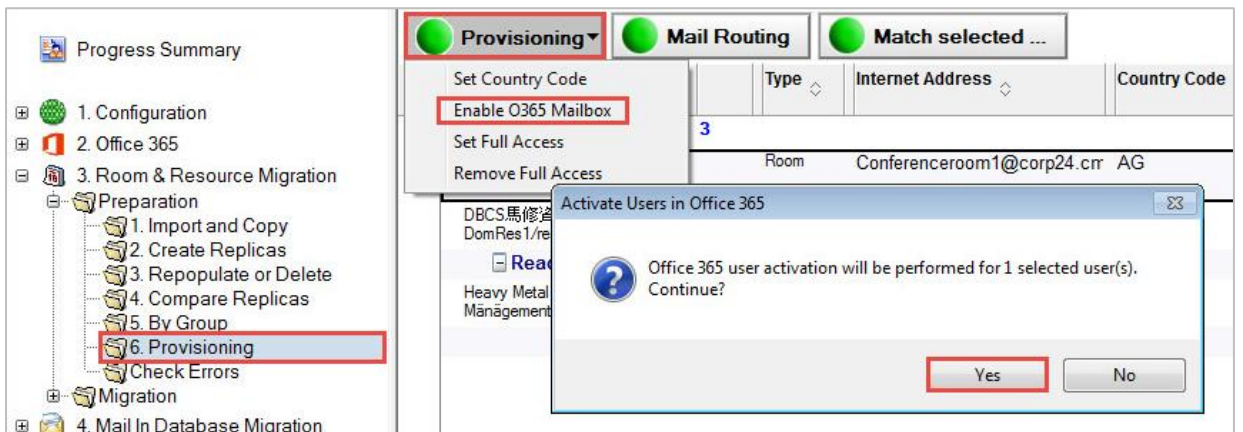 Progress Summary
1. Configuration
2. Office 365
3. Room & Resource Migration
Preparation
1. Import and Copy
2. Create Replicas
3. Repopulate or Delete
4. Compare Replicas
5. By Group
6. Provisioning
Check Errors
Migration
4. Mail In Database Migration
Provisioning
Mail Routing
Match selected ...
Set Country Code
Enable O365 Mailbox
Set Full Access
Remove Full Access
Type
Internet Address
Country Code
3
Room
Conferenceroom1@corp24.cm
AG
DBCS馬修資
DomRes1/re
Read
Heavy Metal
Mänägement
Activate Users in Office 365
Office 365 user activation will be performed for 1 selected user(s).
Continue?
Yes
No